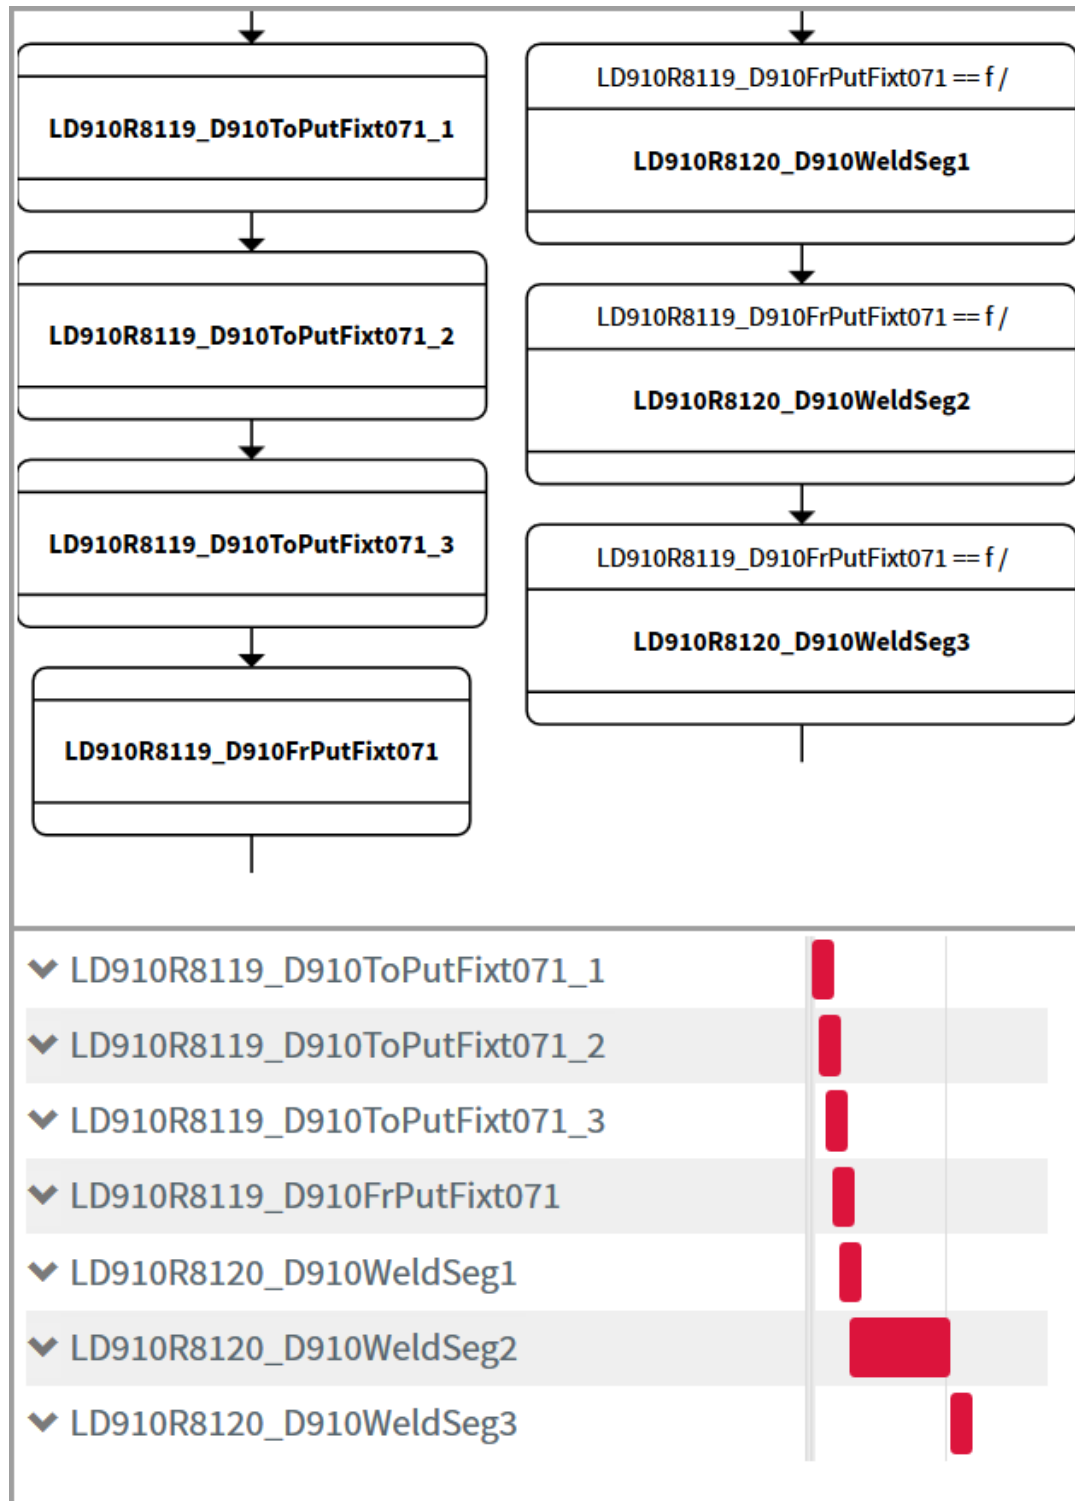 LD910R8119_D910ToPutFixt071_1
LD910R8119_D910ToPutFixt071_2
LD910R8119_D910ToPutFixt071_3
LD910R8119_D910FrPutFixt071
LD910R8119_D910FrPutFixt071 == f /
LD910R8120_D910WeldSeg1
LD910R8119_D910FrPutFixt071 == f /
LD910R8120_D910WeldSeg2
LD910R8119_D910FrPutFixt071 == f /
LD910R8120_D910WeldSeg3
LD910R8119_D910ToPutFixt071_1
LD910R8119_D910ToPutFixt071_2
LD910R8119_D910ToPutFixt071_3
LD910R8119_D910FrPutFixt071
LD910R8120_D910WeldSeg1
LD910R8120_D910WeldSeg2
LD910R8120_D910WeldSeg3